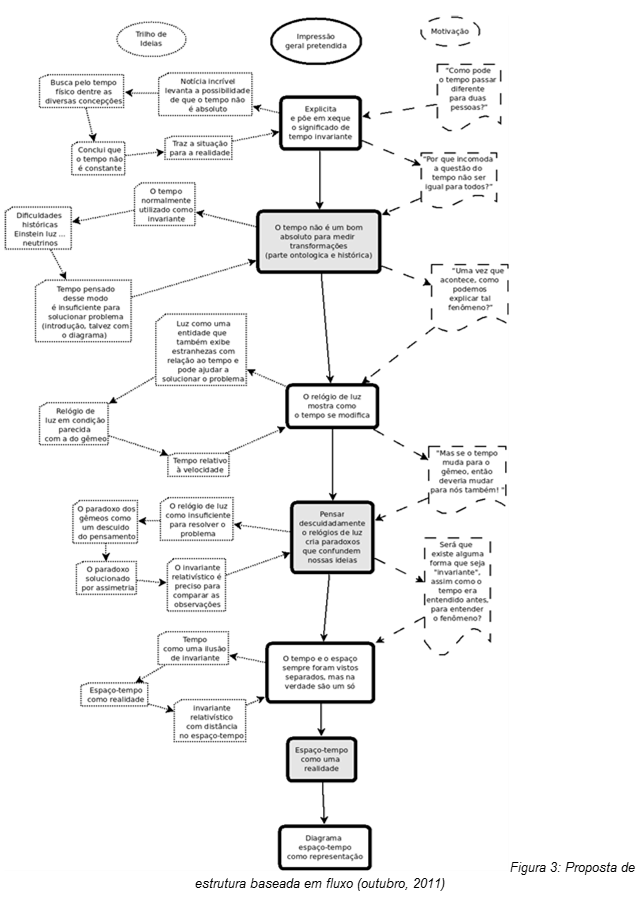 Trilho de
Ideias
Impressão
geral pretendida
Motivação
Busca pelo tempo
físico dentre as
diversas concepções
Notícia incrível
levanta a possibilidade
de que o tempo não
é absoluto
Explicita
e põe em xeque
o significado de
tempo invariante
"Como pode
o tempo passar
diferente
para duas
pessoas?"
Conclui que
o tempo não
é constante
Traz a situação
para a realidade
"Por que incomoda
a questão do
tempo não ser
igual para todos?"
O tempo
normalmente
utilizado como
invariante
Dificuldades
históricas
Einstein luz ...
neutrinos
O tempo não é um bom
absoluto para medir
transformações
(parte ontologica e histórica)
Tempo pensado
desse modo
é insuficiente para
solucionar problema
(introdução, talvez com
o diagrama)
"Uma vez que
acontece, como
podemos
explicar tal
fenômeno?"
Luz como uma
entidade que
também exibe
estranhezas com
relação ao tempo e
pode ajudar a
solucionar o problema
O relógio de luz
mostra como
o tempo se modifica
Relógio de
luz em condição
parecida
com a do gêmeo
Tempo relativo
à velocidade
"Mas se o tempo
muda para o
gêmeo, então
deveria mudar
para nós também! "
O paradoxo dos
gêmeos como
um descuido
do pensamento
O relógio de luz
como insuficiente
para resolver o
problema
Pensar
descuidadamente
o relógios de luz
cria paradoxos
que confundem
nossas ideias
O paradoxo
solucionado
por assimetria
O invariante
relativístico é
preciso para
comparar as
observações
Será que
existe alguma
forma que seja
"invariante",
assim como o
tempo era
entendido antes,
para entender
o fenômeno?
Tempo
como uma ilusão
de invariante
O tempo e o espaço
sempre foram vistos
separados, mas na
verdade são um só
Espaço-tempo
como realidade
invariante
relativístico
com distância
no espaço-tempo
Espaço-tempo
como uma
realidade
Diagrama
espaço-tempo
como representação
Figura 3: Proposta de
estrutura baseada em fluxo (outubro, 2011)